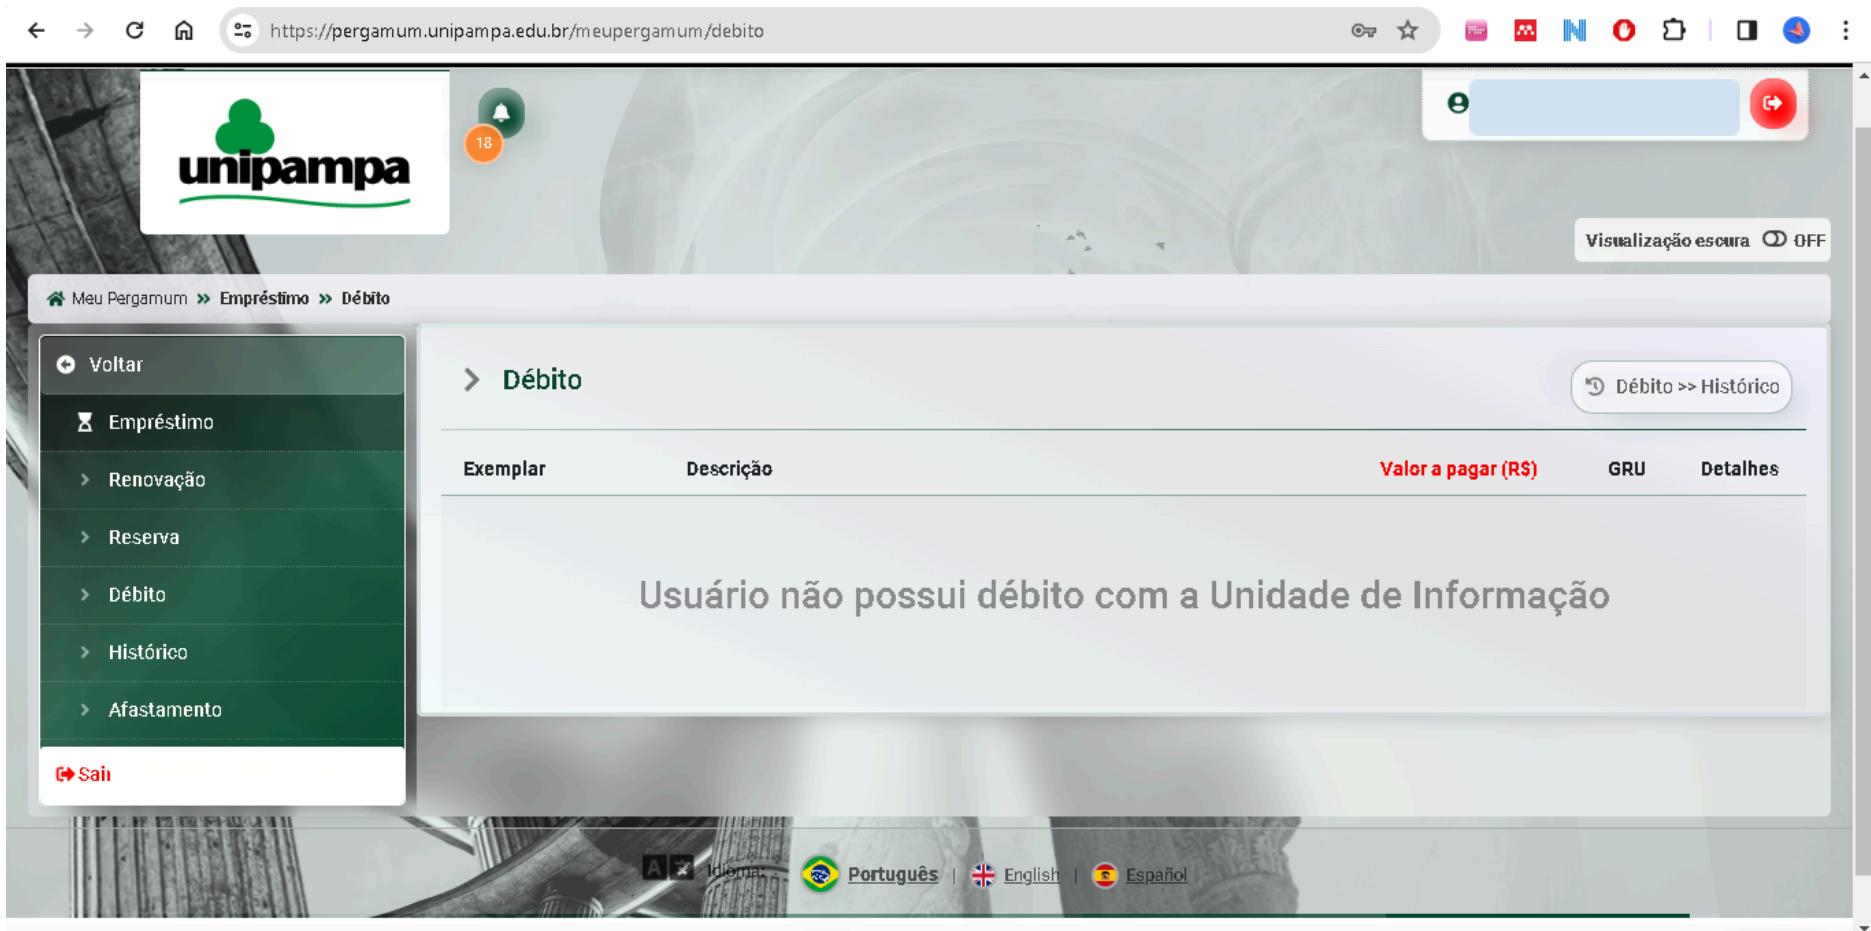 https://pergamum.unipampa.edu.br/meupergamum/debito
unipampa
18
Visualização escura OFF
Meu Pergamum » Empréstimo » Débito
Voltar
Empréstimo
Renovação
Reserva
Débito
Histórico
Afastamento
Sair
Débito
Débito >> Histórico
Exemplar Descrição Valor a pagar (R$) GRU Detalhes
Usuário não possui débito com a Unidade de Informação
Idioma: Português | English | Español